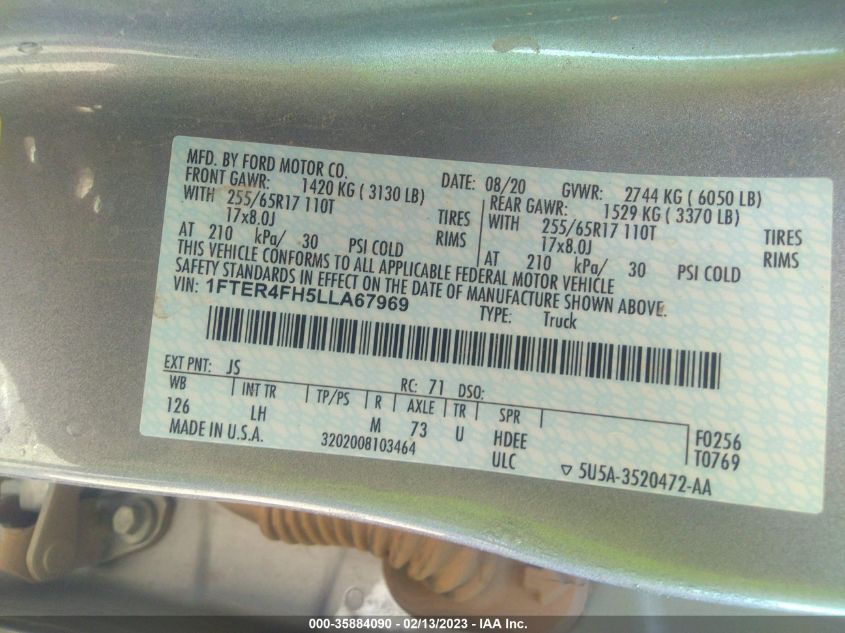 MFD. BY FORD MOTOR CO.
DATE: 08/20 GVWR: 2744 KG ( 6050 LB)
FRONT GAWR: 1420 KG ( 3130 LB) REAR GAWR: 1529 KG ( 3370 LB)
WITH 255/65R17 110T TIRES WITH 255/65R17 110T TIRES
17x8.0J RIMS 17x8.0J RIMS
AT 210 kPa/ 30 PSI COLD AT 210 kPa/ 30 PSI COLD
THIS VEHICLE CONFORMS TO ALL APPLICABLE FEDERAL MOTOR VEHICLE
SAFETY STANDARDS IN EFFECT ON THE DATE OF MANUFACTURE SHOWN ABOVE.
VIN: 1FTER4FH5LLA67969 TYPE: Truck
EXT PNT: JS RC: 71 DSO:
WB INT TR TP/PS R AXLE TR SPR
126 LH M 73 U HDEE F0256
MADE IN U.S.A. 3202008103464 ULC T0769
▽ 5U5A-3520472-AA
000-35884090 - 02/13/2023 - IAA Inc.